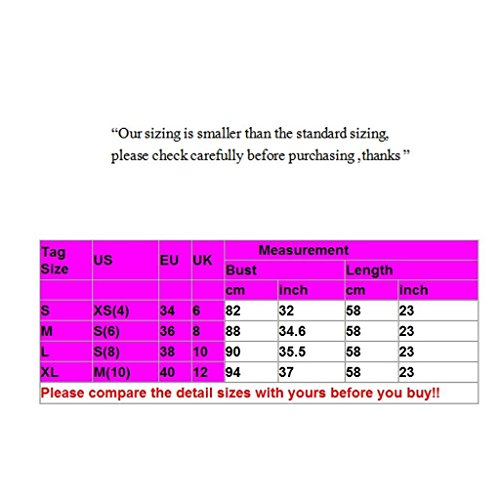 “Our sizing is smaller than the standard sizing,
please check carefully before purchasing ,thanks ”
Tag Size US EU UK Measurement
Bust Length
cm inch cm inch
S XS(4) 34 6 82 32 58 23
M S(6) 36 8 88 34.6 58 23
L S(8) 38 10 90 35.5 58 23
XL M(10) 40 12 94 37 58 23
Please compare the detail sizes with yours before you buy!!